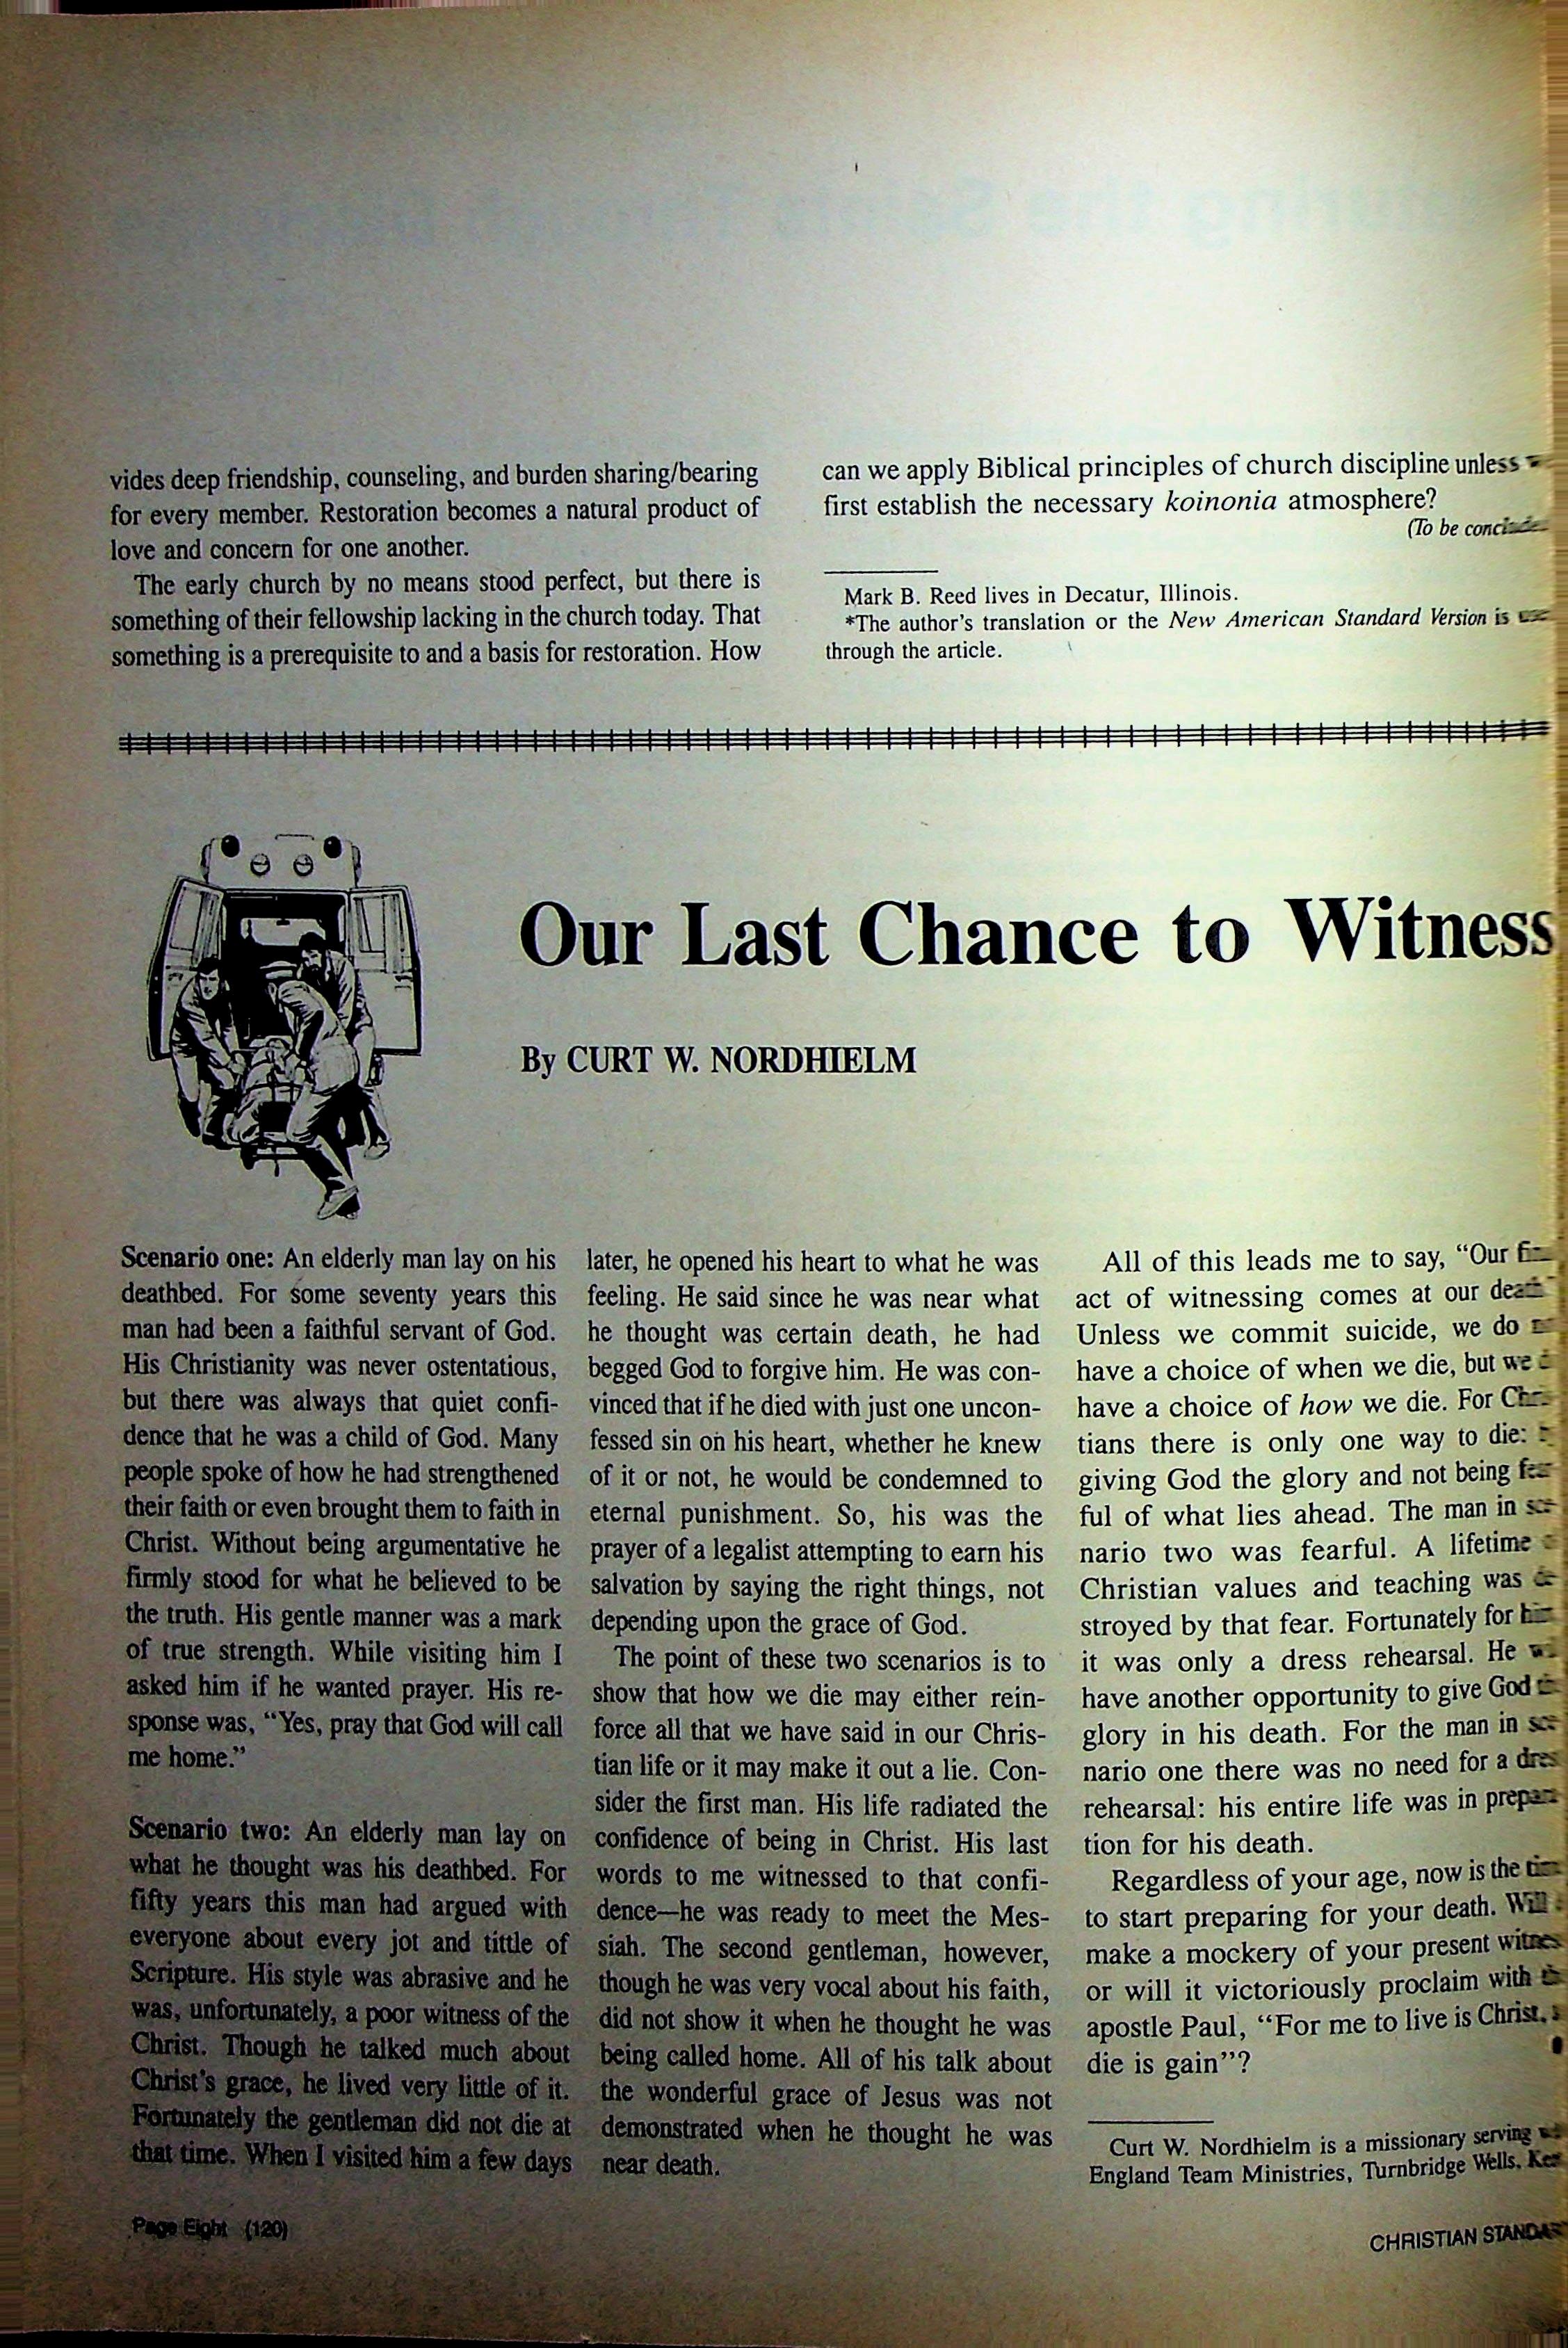 vides deep friendship, counseling, and burden sharing/bearing
for every member. Restoration becomes a natural product of
love and concern for one another.
The early church by no means stood perfect, but there is
something of their fellowship lacking in the church today. That
something is a prerequisite to and a basis for restoration. How
can we apply Biblical principles of church discipline unless
first establish the necessary koinonia atmosphere?
(To be
Mark B. Reed lives in Decatur, Illinois.
*The author's translation or the New American Standard Version is
through the article.
Our Last Chance to Witness
By CURT W. NORDHIELM
Scenario one: An elderly man lay on his
deathbed. For some seventy years this
man had been a faithful servant of God.
His Christianity was never ostentatious,
but there was always that quiet confi-
dence that he was a child of God. Many
people spoke of how he had strengthened
their faith or even brought them to faith in
Christ. Without being argumentative he
firmly stood for what he believed to be
the truth. His gentle manner was a mark
of true strength. While visiting him I
asked him if he wanted prayer. His re-
sponse was, “Yes, pray that God will call
me home.”
Scenario two: An elderly man lay on
what he thought was his deathbed. For
fifty years this man had argued with
everyone about every jot and tittle of
Scripture. His style was abrasive and he
was, unfortunately, a poor witness of the
Christ. Though he talked much about
Christ's grace, he lived very little of it.
Fortunately the gentleman did not die at
that time. When I visited him a few days
later, he opened his heart to what he was
feeling. He said since he was near what
he thought was certain death, he had
begged God to forgive him. He was con-
vinced that if he died with just one uncon-
fessed sin on his heart, whether he knew
of it or not, he would be condemned to
eternal punishment. So, his was the
prayer of a legalist attempting to earn his
salvation by saying the right things, not
depending upon the grace of God.
The point of these two scenarios is to
show that how we die may either rein-
force all that we have said in our Chris-
tian life or it may make it out a lie. Con-
sider the first man. His life radiated the
confidence of being in Christ. His last
words to me witnessed to that confi-
dence—he was ready to meet the Mes-
siah. The second gentleman, however,
though he was very vocal about his faith,
did not show it when he thought he was
being called home. All of his talk about
the wonderful grace of Jesus was not
demonstrated when he thought he was
near death.
All of this leads me to say, “Our
act of witnessing comes at our
Unless we commit suicide, we do
have a choice of when we die, but we
have a choice of how we die. For
tians there is only one way to die:
giving God the glory and not being
ful of what lies ahead. The man in
nario two was fearful. A lifetime
Christian values and teaching was
stroyed by that fear. Fortunately for
it was only a dress rehearsal. He
have another opportunity to give God
glory in his death. For the man in
nario one there was no need for a
rehearsal: his entire life was in
tion for his death.
Regardless of your age, now is the
to start preparing for your death. Will
make a mockery of your present
or will it victoriously proclaim with
apostle Paul, “For me to live is Christ,
die is gain”?
Curt W. Nordhielm is a missionary serving
England Team Ministries, Turnbridge Wells,
Page Eight (120)
CHRISTIAN